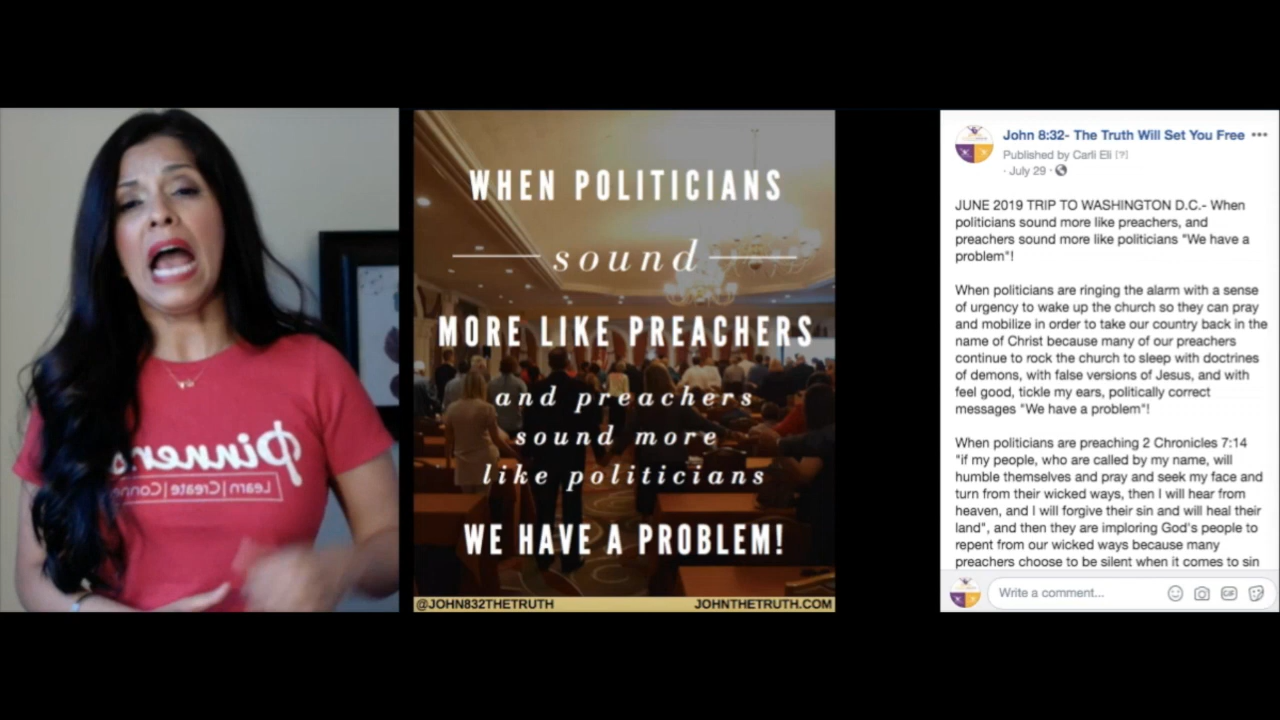 Pinners
Learn|Create|Conne
WHEN POLITICIANS
sound
MORE LIKE PREACHERS
and preachers
sound more
like politicians
WE HAVE A PROBLEM!
@JOHN832THETRUTH
JOHNTHETRUTH.COM
John 8:32- The Truth Will Set You Free
Published by Carli Eli [?]
· July 29 ·
JUNE 2019 TRIP TO WASHINGTON D.C.- When
politicians sound more like preachers, and
preachers sound more like politicians "We have a
problem"!
When politicians are ringing the alarm with a sense
of urgency to wake up the church so they can pray
and mobilize in order to take our country back in the
name of Christ because many of our preachers
continue to rock the church to sleep with doctrines
of demons, with false versions of Jesus, and with
feel good, tickle my ears, politically correct
messages "We have a problem"!
When politicians are preaching 2 Chronicles 7:14
"if my people, who are called by my name, will
humble themselves and pray and seek my face and
turn from their wicked ways, then I will hear from
heaven, and I will forgive their sin and will heal their
land", and then they are imploring God's people to
repent from our wicked ways because many
preachers choose to be silent when it comes to sin
Write a comment...
GIF